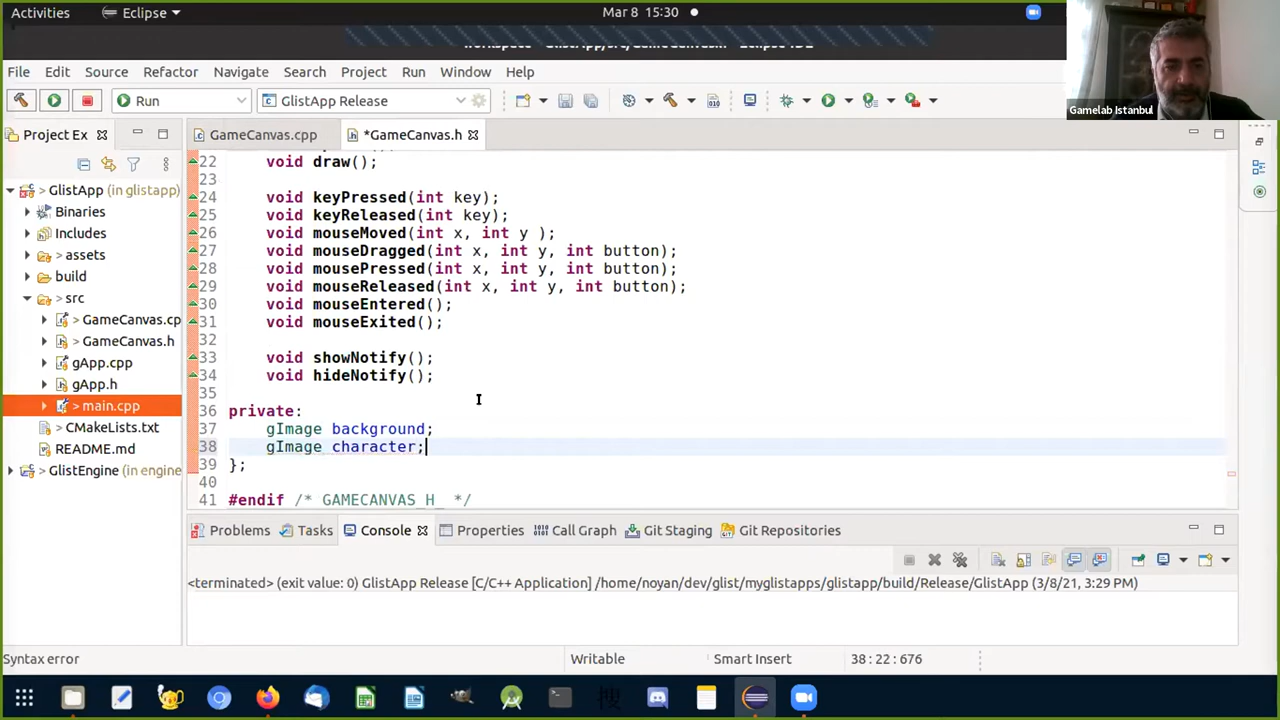 Activities
Eclipse
Mar 8 15:30
workspace - GlistApp/src/GameCanvas.h - Eclipse IDE
File Edit Source Refactor Navigate Search Project Run Window Help
Run
GlistApp Release
Gamelab Istanbul
Project Ex
GameCanvas.cpp
*GameCanvas.h
GlistApp (in glistapp)
Binaries
Includes
> assets
build
> src
> GameCanvas.cp
> GameCanvas.h
gApp.cpp
gApp.h
> main.cpp
> CMakeLists.txt
README.md
GlistEngine (in engine
22 void draw();
23
24 void keyPressed(int key);
25 void keyReleased(int key);
26 void mouseMoved(int x, int y );
27 void mouseDragged(int x, int y, int button);
28 void mousePressed(int x, int y, int button);
29 void mouseReleased(int x, int y, int button);
30 void mouseEntered();
31 void mouseExited();
32
33 void showNotify();
34 void hideNotify();
35
36 private:
37 gImage background;
38 gImage character;
39 };
40
41 #endif /* GAMECANVAS_H_ */
Problems Tasks Console Properties Call Graph Git Staging Git Repositories
<terminated> (exit value: 0) GlistApp Release [C/C++ Application] /home/noyan/dev/glist/myglistapps/glistapp/build/Release/GlistApp (3/8/21, 3:29 PM)
Syntax error
Writable
Smart Insert
38 : 22 : 676